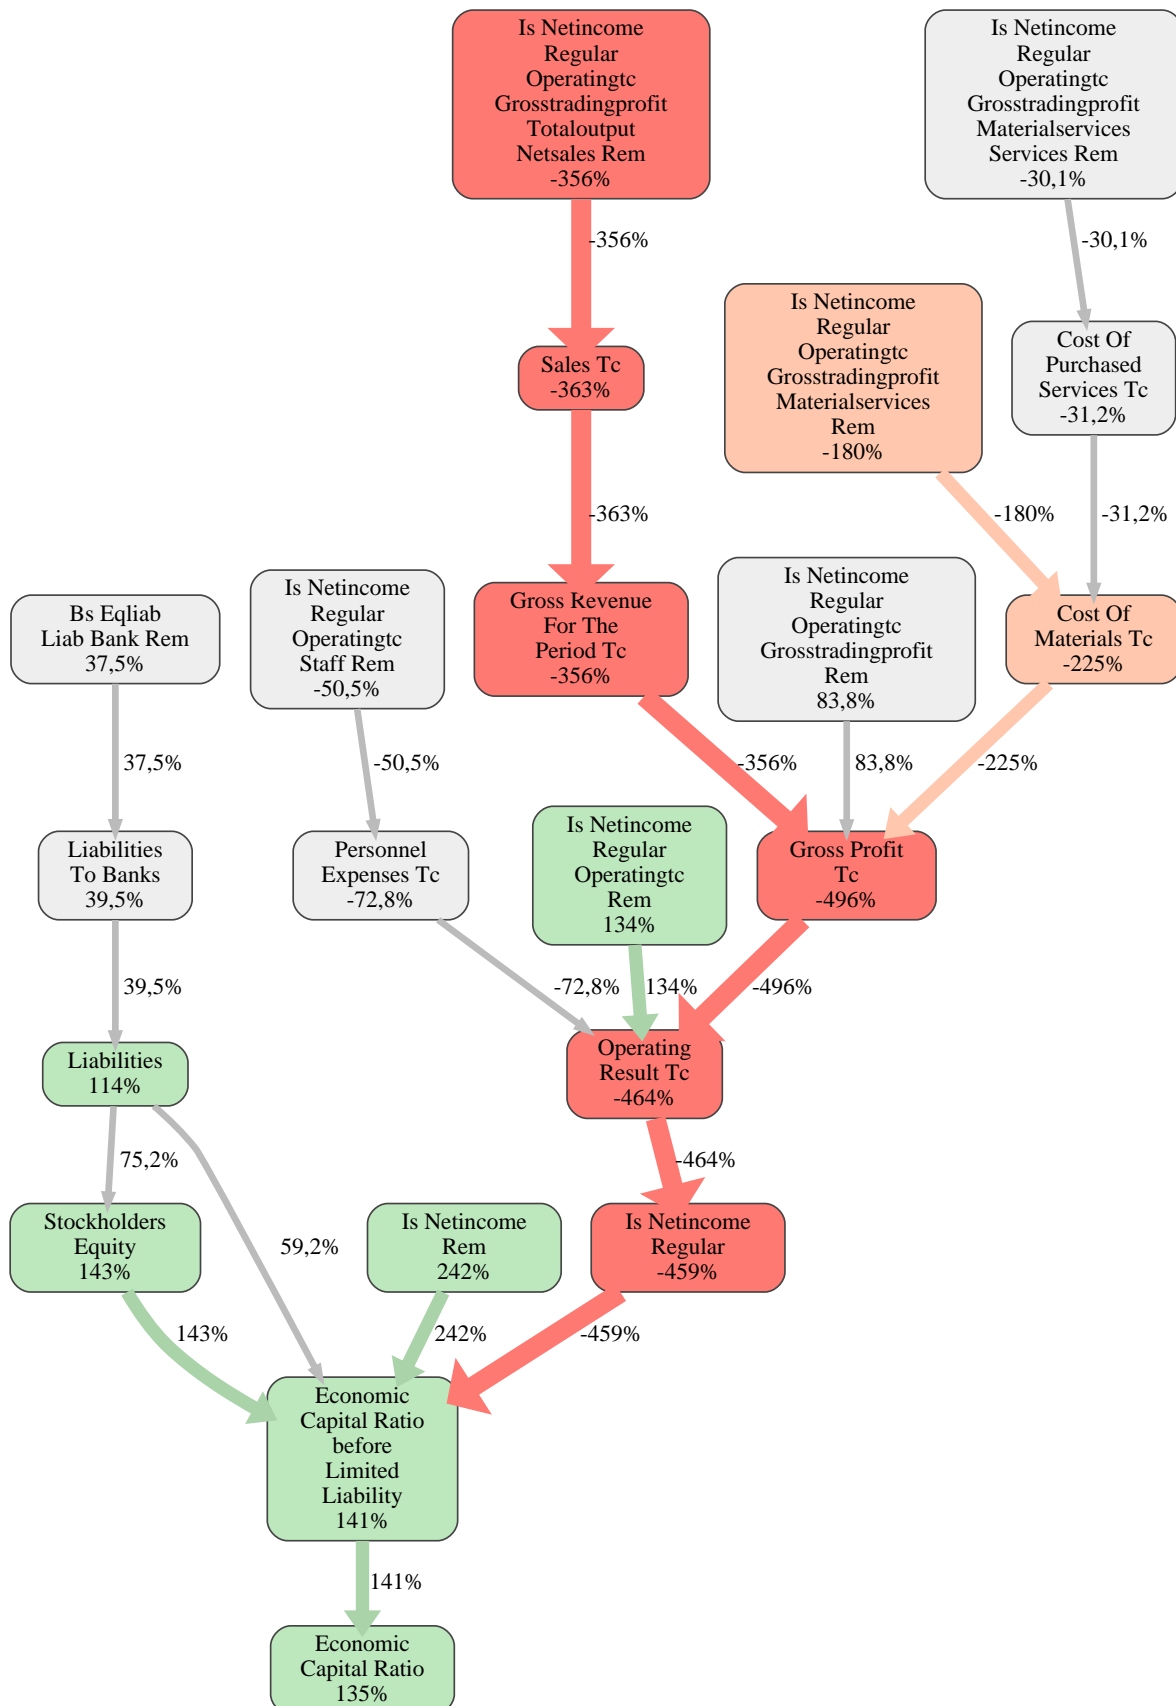 Is Netincome
Regular
Operatingtc
Grosstradingprofit
Totaloutput
Netsales Rem
-356%
Is Netincome
Regular
Operatingtc
Grosstradingprofit
Materialservices
Services Rem
-30,1%
-356%
-30,1%
Is Netincome
Regular
Operatingtc
Grosstradingprofit
Materialservices
Rem
-180%
Cost Of
Purchased
Services Tc
-31,2%
Sales Tc
-363%
-363%
-180%
-31,2%
Bs Eqliab
Liab Bank Rem
37,5%
Is Netincome
Regular
Operatingtc
Staff Rem
-50,5%
Gross Revenue
For The
Period Tc
-356%
Is Netincome
Regular
Operatingtc
Grosstradingprofit
Rem
83,8%
Cost Of
Materials Tc
-225%
37,5%
-50,5%
-356%
83,8%
-225%
Liabilities
To Banks
39,5%
Personnel
Expenses Tc
-72,8%
Is Netincome
Regular
Operatingtc
Rem
134%
Gross Profit
Tc
-496%
39,5%
-72,8%
134%
-496%
Liabilities
114%
Operating
Result Tc
-464%
75,2%
-464%
Stockholders
Equity
143%
59,2%
Is Netincome
Rem
242%
Is Netincome
Regular
-459%
143%
242%
-459%
Economic
Capital Ratio
before
Limited
Liability
141%
141%
Economic
Capital Ratio
135%